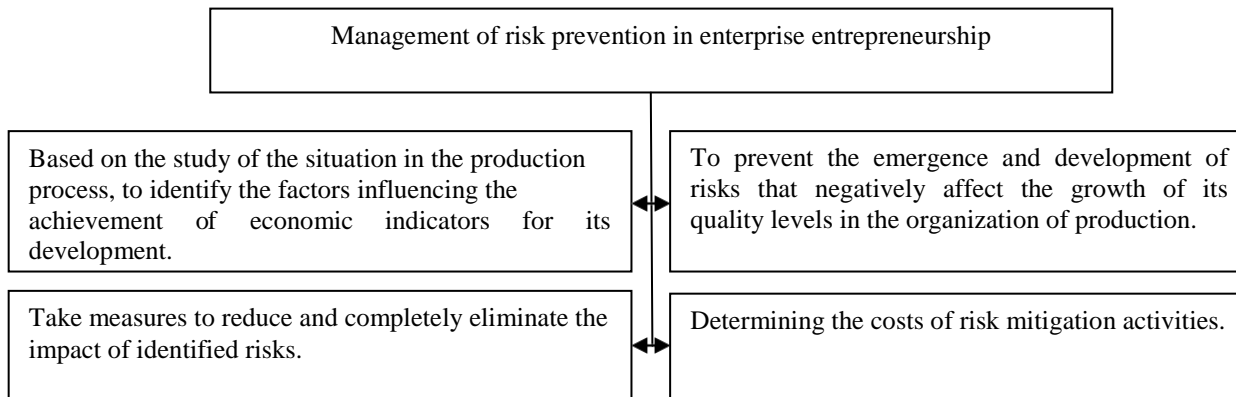 Management of risk prevention in enterprise entrepreneurship
Based on the study of the situation in the production
process, to identify the factors influencing the
achievement of economic indicators for its
development.
To prevent the emergence and development of
risks that negatively affect the growth of its
quality levels in the organization of production.
Take measures to reduce and completely eliminate the
impact of identified risks.
Determining the costs of risk mitigation activities.